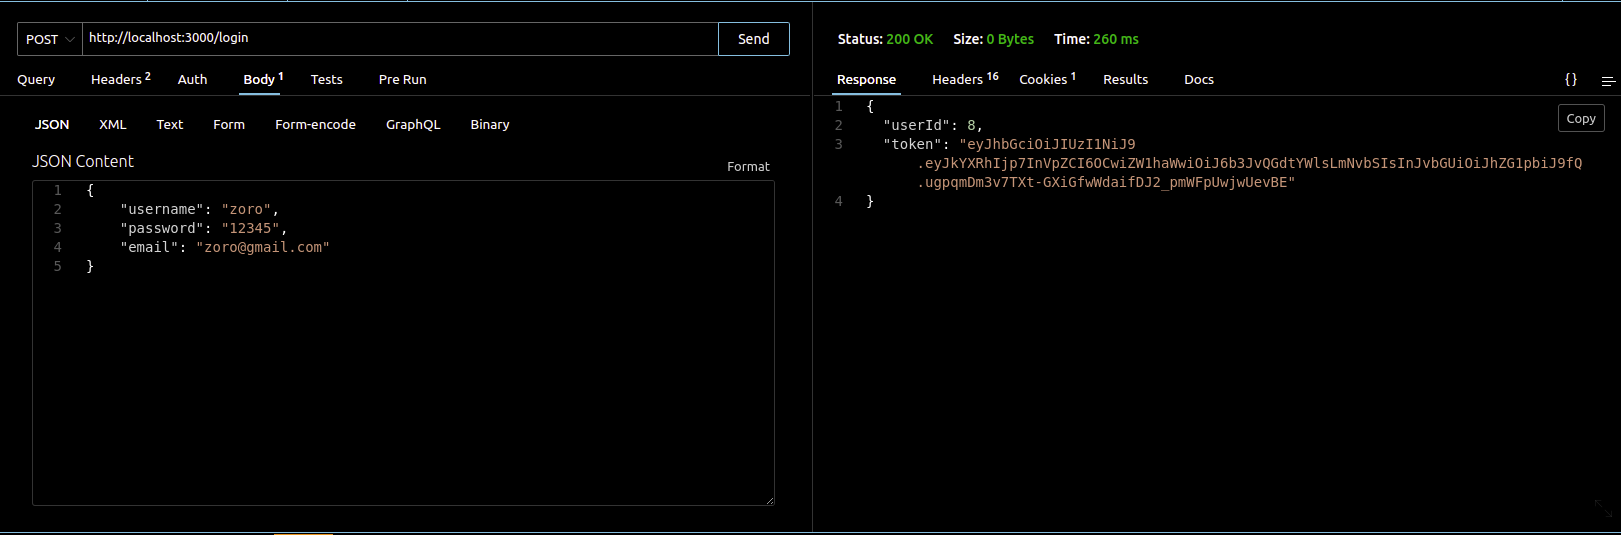 POST http://localhost:3000/login Send
Query Headers 2 Auth Body 1 Tests Pre Run
JSON XML Text Form Form-encode GraphQL Binary
JSON Content Format
1 {
2 "username": "zoro",
3 "password": "12345",
4 "email": "zoro@gmail.com"
5 }
Status: 200 OK Size: 0 Bytes Time: 260 ms
Response Headers 16 Cookies 1 Results Docs {}
Copy
1 {
2 "userId": 8,
3 "token": "eyJhbGciOiJIUzI1NiJ9
.eyJkYXRhIjp7InVpZCI6OCwiZW1haWwiOiJ6b3JvQGdtYWlsLmNvbSIsInJvbGUiOiJhZG1pbiJ9fQ
.ugpqmDm3v7TXt-GXiGfwWdaifDJ2_pmWFpUwjwUevBE"
4 }